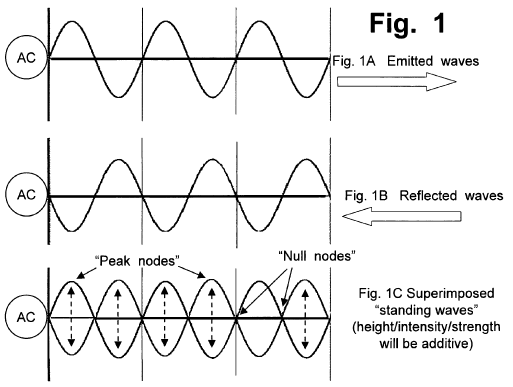 Fig. 1
AC
Fig. 1A Emitted waves
AC
Fig. 1B Reflected waves
"Peak nodes"
"Null nodes"
AC
Fig. 1C Superimposed
"standing waves"
(height/intensity/strength
will be additive)